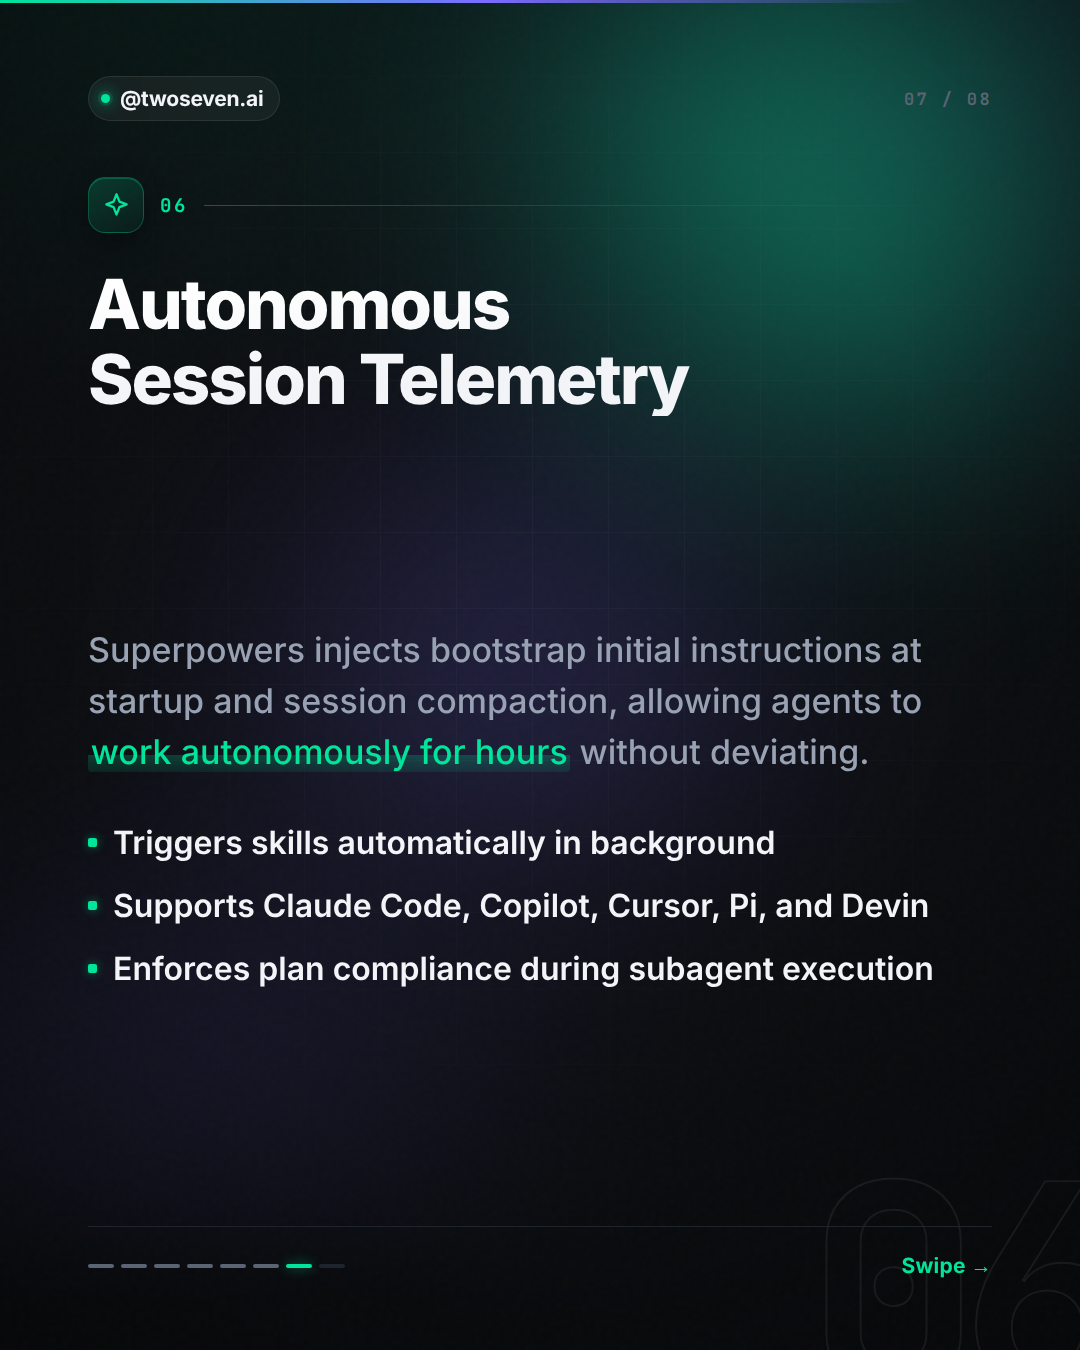 @twoseven.ai
07 / 08
06
Autonomous
Session Telemetry
Superpowers injects bootstrap initial instructions at
startup and session compaction, allowing agents to
work autonomously for hours without deviating.
Triggers skills automatically in background
Supports Claude Code, Copilot, Cursor, Pi, and Devin
Enforces plan compliance during subagent execution
Swipe →
06